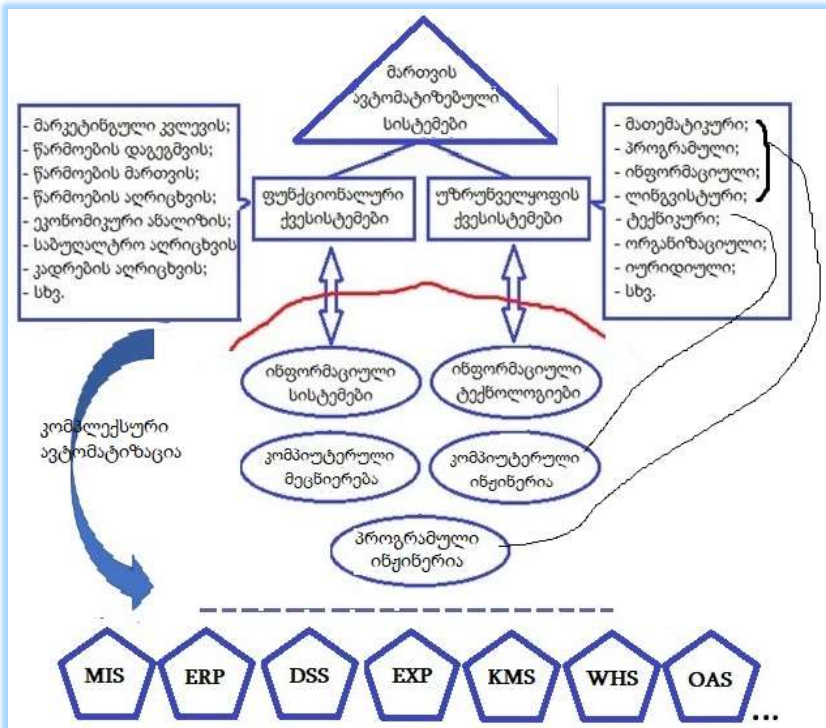 მართვის
ავტომატიზებული
სისტემები
- მარკეტინგული კვლევის;
- წარმოების დაგეგმვის;
- წარმოების მართვის;
- წარმოების აღრიცხვის;
- ეკონომიკური ანალიზის;
- საბუღალტრო აღრიცხვის
- კადრების აღრიცხვის;
- სხვ.
ფუნქციონალური
ქვესისტემები
უზრუნველყოფის
ქვესისტემები
- მათემატიკური;
- პროგრამული;
- ინფორმაციული;
- ლინგვისტური;
- ტექნიკური;
- ორგანიზაციული;
- იურიდიული;
- სხვ.
ინფორმაციული
სისტემები
ინფორმაციული
ტექნოლოგიები
კომპლექსური
ავტომატიზაცია
კომპიუტერული
მეცნიერება
კომპიუტერული
ინჟინერია
პროგრამული
ინჟინერია
MIS ERP DSS EXP KMS WHS OAS ...